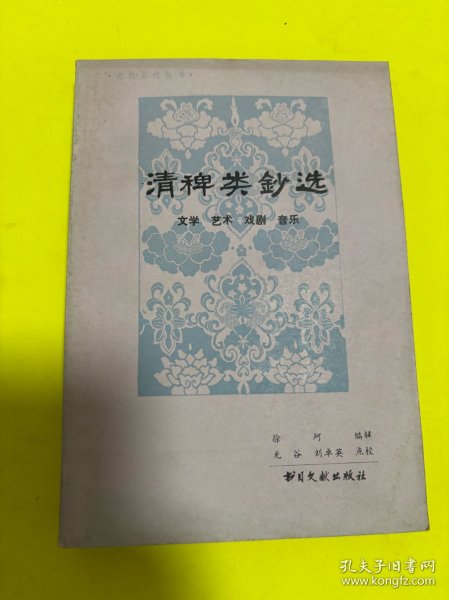 清稗类鈔选
文学 艺术 戏剧 音乐
徐 珂 编辑
无谷 刘卓英 点校
书目文献出版社
孔夫子旧书网
www.kongfz.com